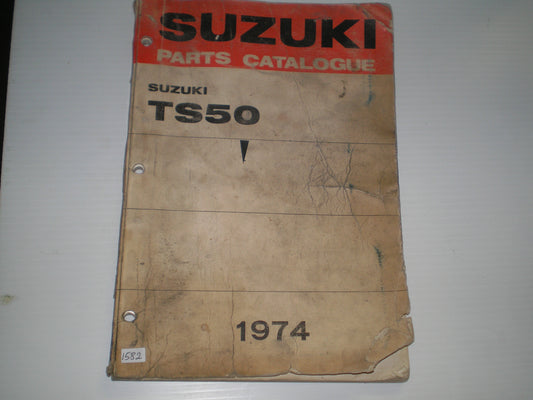 SUZUKI
PARTS CATALOGUE
SUZUKI
TS50
1974
1582